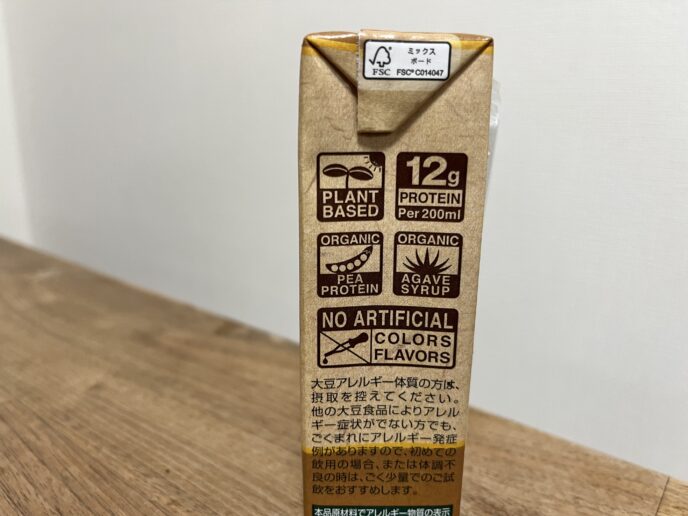 ミックス
ボード
FSC
FSC® C014047
PLANT
BASED
12g
PROTEIN
Per 200ml
ORGANIC
PEA
PROTEIN
ORGANIC
AGAVE
SYRUP
NO ARTIFICIAL
COLORS
FLAVORS
大豆アレルギー体質の方は、
摂取を控えてください。
他の大豆食品によりアレル
ギー症状がでない方でも、
ごくまれにアレルギー発症
例がありますので、初めての
飲用の場合、または体調不
良の時は、ごく少量でのご試
飲をおすすめします。
本品原材料でアレルギー物質の表示